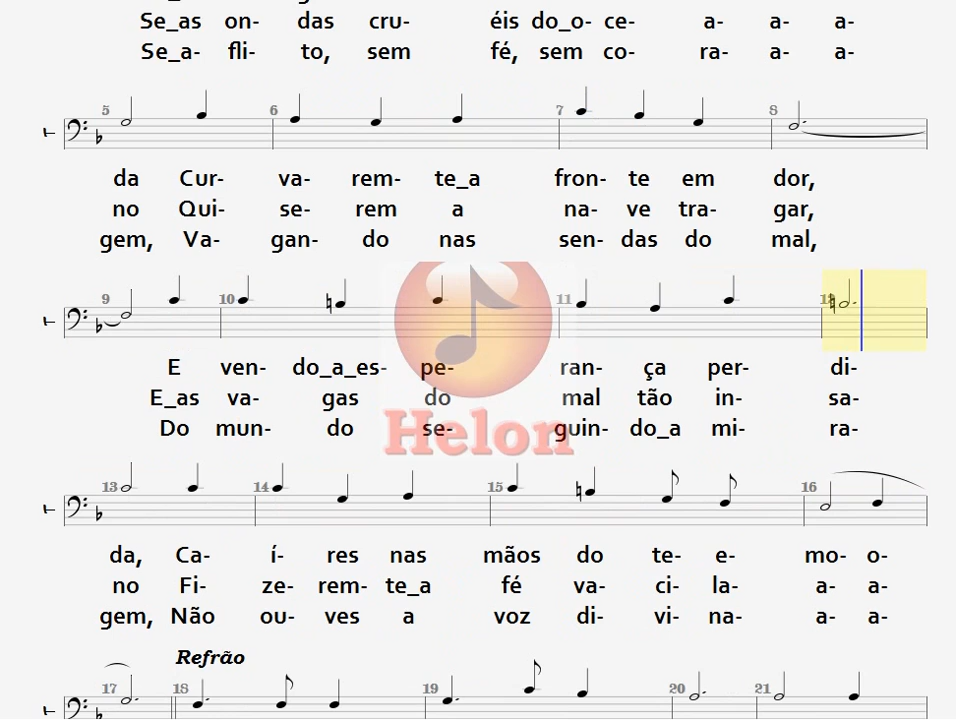 Se_as on- das cru- éis do_o- ce- a- a- a-
Se_a- fli- to, sem fé, sem co- ra- a- a-
5 6 7 8
T
da Cur- va- rem- te_a fron- te em dor,
no Qui- se- rem a na- ve tra- gar,
gem, Va- gan- do nas sen- das do mal,
9 10 11 12
T
E ven- do_a_es- pe- ran- ça per- di-
E_as va- gas do mal tão in- sa-
Do mun- do se- guin- do_a mi- ra-
Helon
13 14 15 16
T
da, Ca- í- res nas mãos do te- e- mo- o-
no Fi- ze- rem- te_a fé va- ci- la- a- a-
gem, Não ou- ves a voz di- vi- na- a- a-
Refrão
17 18 19 20 21
T